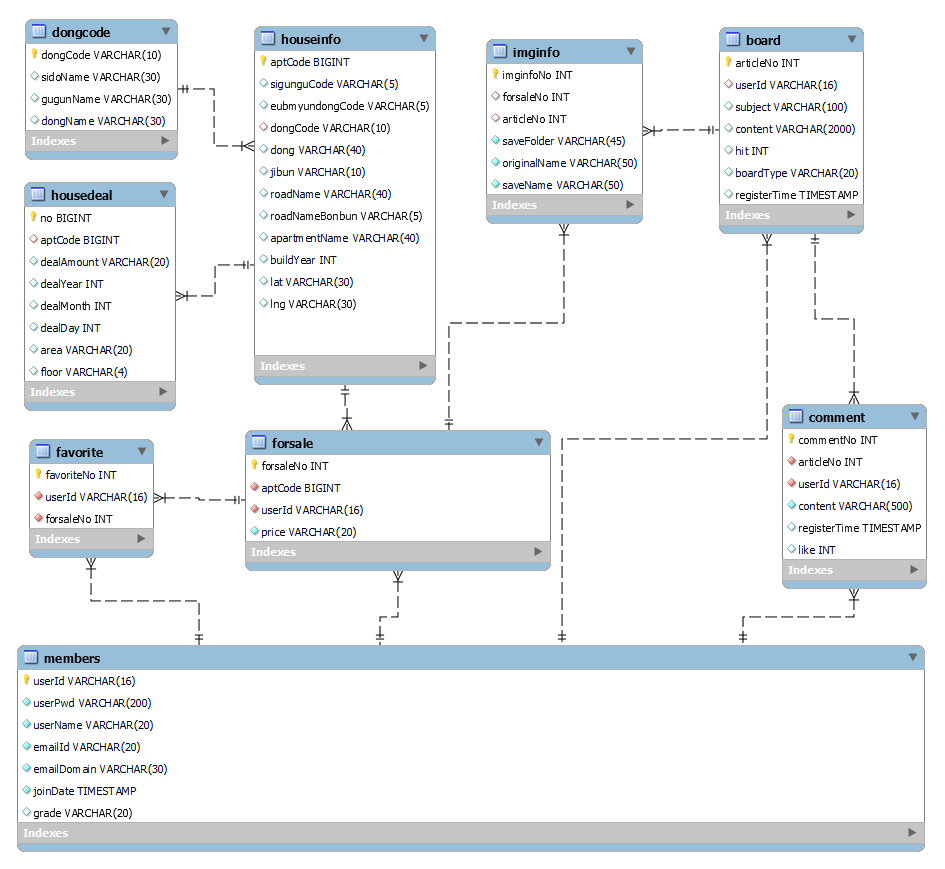 dongcode
dongCode VARCHAR(10)
sidoName VARCHAR(30)
gugunName VARCHAR(30)
dongName VARCHAR(30)
Indexes
housedeal
no BIGINT
aptCode BIGINT
dealAmount VARCHAR(20)
dealYear INT
dealMonth INT
dealDay INT
area VARCHAR(20)
floor VARCHAR(4)
Indexes
houseinfo
aptCode BIGINT
sigunguCode VARCHAR(5)
eubmyundongCode VARCHAR(5)
dongCode VARCHAR(10)
dong VARCHAR(40)
jibun VARCHAR(10)
roadName VARCHAR(40)
roadNameBonbun VARCHAR(5)
apartmentName VARCHAR(40)
buildYear INT
lat VARCHAR(30)
lng VARCHAR(30)
Indexes
imginfo
imginfoNo INT
forsaleNo INT
articleNo INT
saveFolder VARCHAR(45)
originalName VARCHAR(50)
saveName VARCHAR(50)
Indexes
board
articleNo INT
userId VARCHAR(16)
subject VARCHAR(100)
content VARCHAR(2000)
hit INT
boardType VARCHAR(20)
registerTime TIMESTAMP
Indexes
favorite
favoriteNo INT
userId VARCHAR(16)
forsaleNo INT
Indexes
forsale
forsaleNo INT
aptCode BIGINT
userId VARCHAR(16)
price VARCHAR(20)
Indexes
comment
commentNo INT
articleNo INT
userId VARCHAR(16)
content VARCHAR(500)
registerTime TIMESTAMP
like INT
Indexes
members
userId VARCHAR(16)
userPwd VARCHAR(200)
userName VARCHAR(20)
emailId VARCHAR(20)
emailDomain VARCHAR(30)
joinDate TIMESTAMP
grade VARCHAR(20)
Indexes